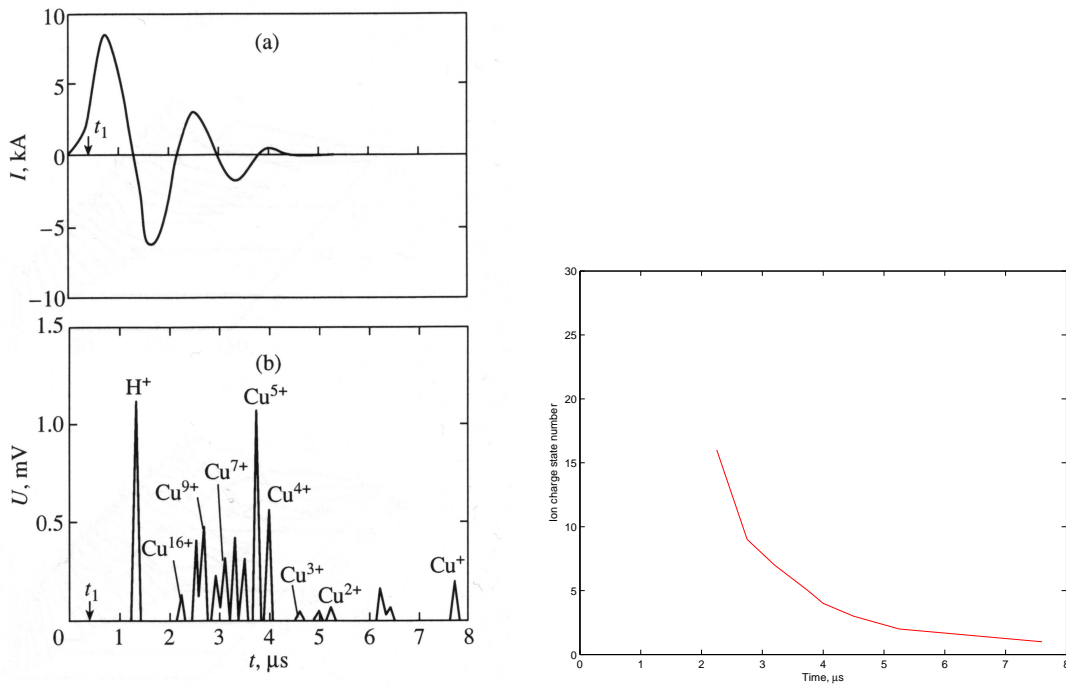 10
(a)
5
t₁
0
−5
−10
I, kA
1.5
(b)
H⁺
Cu⁵⁺
1.0
Cu⁷⁺
Cu⁹⁺
Cu⁴⁺
0.5
Cu¹⁶⁺
Cu³⁺
Cu²⁺
Cu⁺
t₁
U, mV
0 1 2 3 4 5 6 7 8
t, μs
30
25
20
15
10
5
0
Ion charge state number
0 1 2 3 4 5 6 7 8
Time, μs